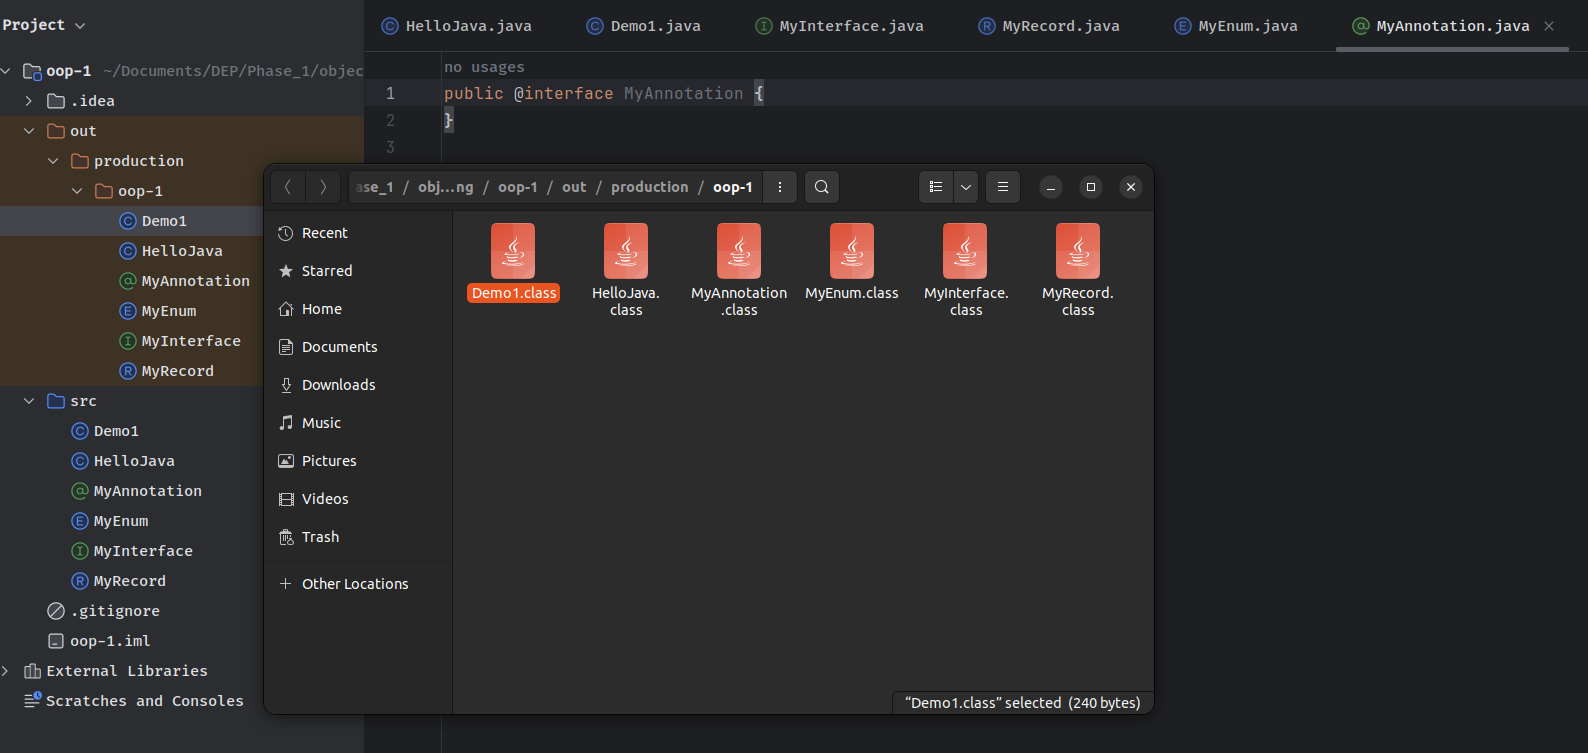 Project
HelloJava.java
Demo1.java
MyInterface.java
MyRecord.java
MyEnum.java
MyAnnotation.java
oop-1 ~/Documents/DEP/Phase_1/objec
.idea
out
production
oop-1
Demo1
HelloJava
MyAnnotation
MyEnum
MyInterface
MyRecord
src
Demo1
HelloJava
MyAnnotation
MyEnum
MyInterface
MyRecord
.gitignore
oop-1.iml
External Libraries
Scratches and Consoles
no usages
1 public @interface MyAnnotation {
2 }
3
ase_1 / obj...ng / oop-1 / out / production / oop-1
Recent
Starred
Home
Documents
Downloads
Music
Pictures
Videos
Trash
+ Other Locations
Demo1.class
HelloJava.
class
MyAnnotation
.class
MyEnum.class
MyInterface.
class
MyRecord.
class
“Demo1.class” selected (240 bytes)